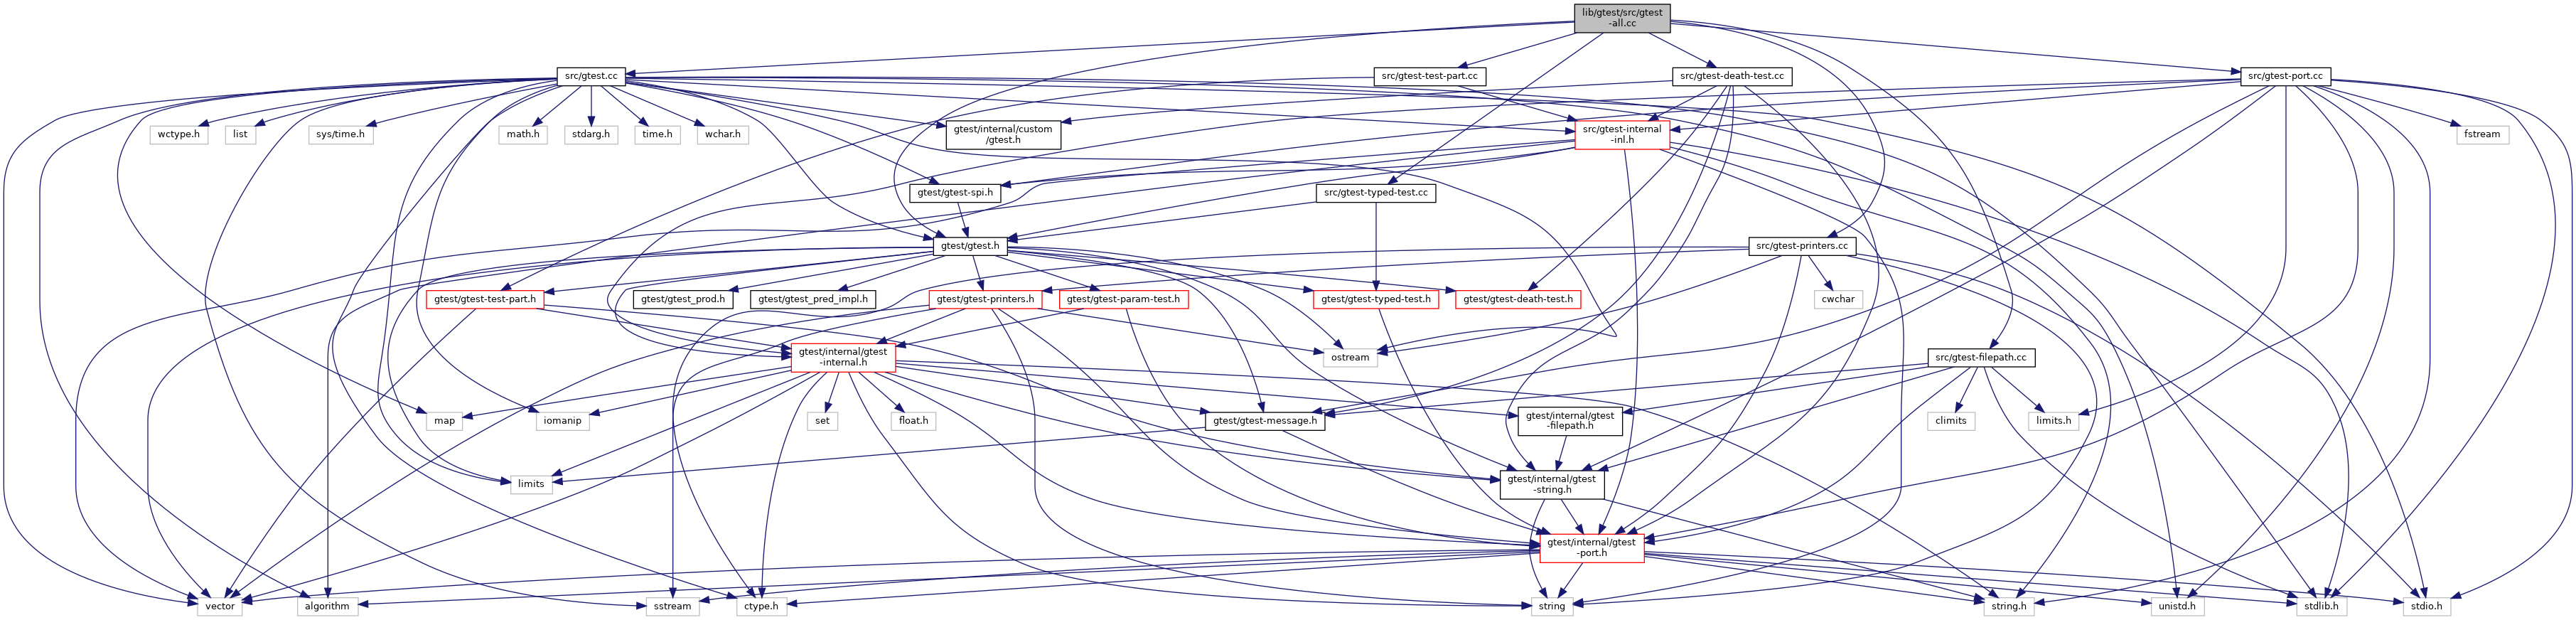 lib/gtest/src/gtest
-all.cc
src/gtest.cc
src/gtest-test-part.cc
src/gtest-death-test.cc
src/gtest-port.cc
wctype.h
list
sys/time.h
math.h
stdarg.h
time.h
wchar.h
gtest/internal/custom
/gtest.h
src/gtest-internal
-inl.h
fstream
gtest/gtest-spi.h
src/gtest-typed-test.cc
gtest/gtest.h
src/gtest-printers.cc
gtest/gtest-test-part.h
gtest/gtest_prod.h
gtest/gtest_pred_impl.h
gtest/gtest-printers.h
gtest/gtest-param-test.h
gtest/gtest-typed-test.h
gtest/gtest-death-test.h
cwchar
gtest/internal/gtest
-internal.h
ostream
src/gtest-filepath.cc
map
iomanip
set
float.h
gtest/gtest-message.h
gtest/internal/gtest
-filepath.h
climits
limits.h
limits
gtest/internal/gtest
-string.h
gtest/internal/gtest
-port.h
vector
algorithm
sstream
ctype.h
string
string.h
unistd.h
stdlib.h
stdio.h